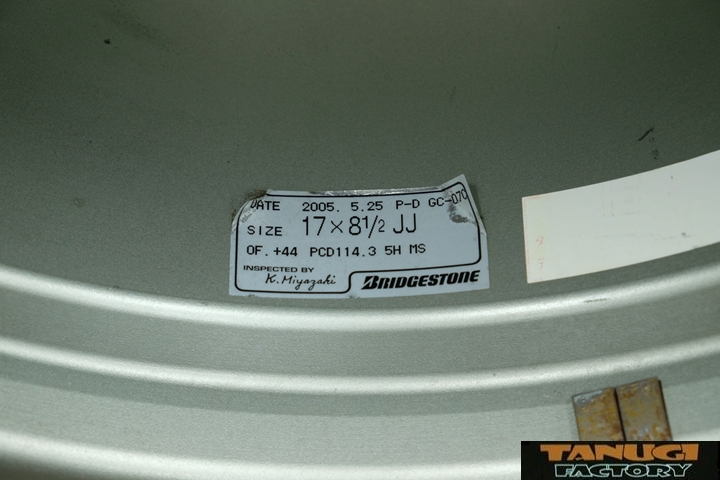 DATE 2005. 5.25 P-D GC-070
SIZE 17×8½ JJ
OF. +44 PCD114.3 5H MS
INSPECTED BY
K. Miyazaki
BRIDGESTONE
TANUGI
FACTORY